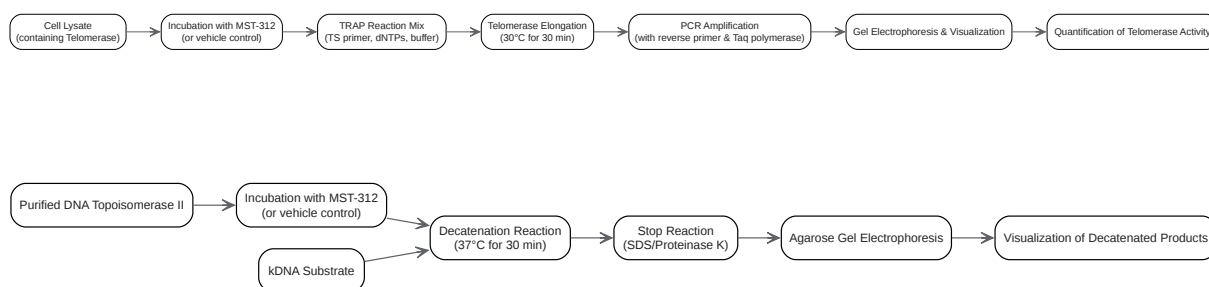 Cell Lysate
(containing Telomerase)
Incubation with MST-312
(or vehicle control)
TRAP Reaction Mix
(TS primer, dNTPs, buffer)
Telomerase Elongation
(30°C for 30 min)
PCR Amplification
(with reverse primer & Taq polymerase)
Gel Electrophoresis & Visualization
Quantification of Telomerase Activity
Purified DNA Topoisomerase II
Incubation with MST-312
(or vehicle control)
kDNA Substrate
Decatenation Reaction
(37°C for 30 min)
Stop Reaction
(SDS/Proteinase K)
Agarose Gel Electrophoresis
Visualization of Decatenated Products